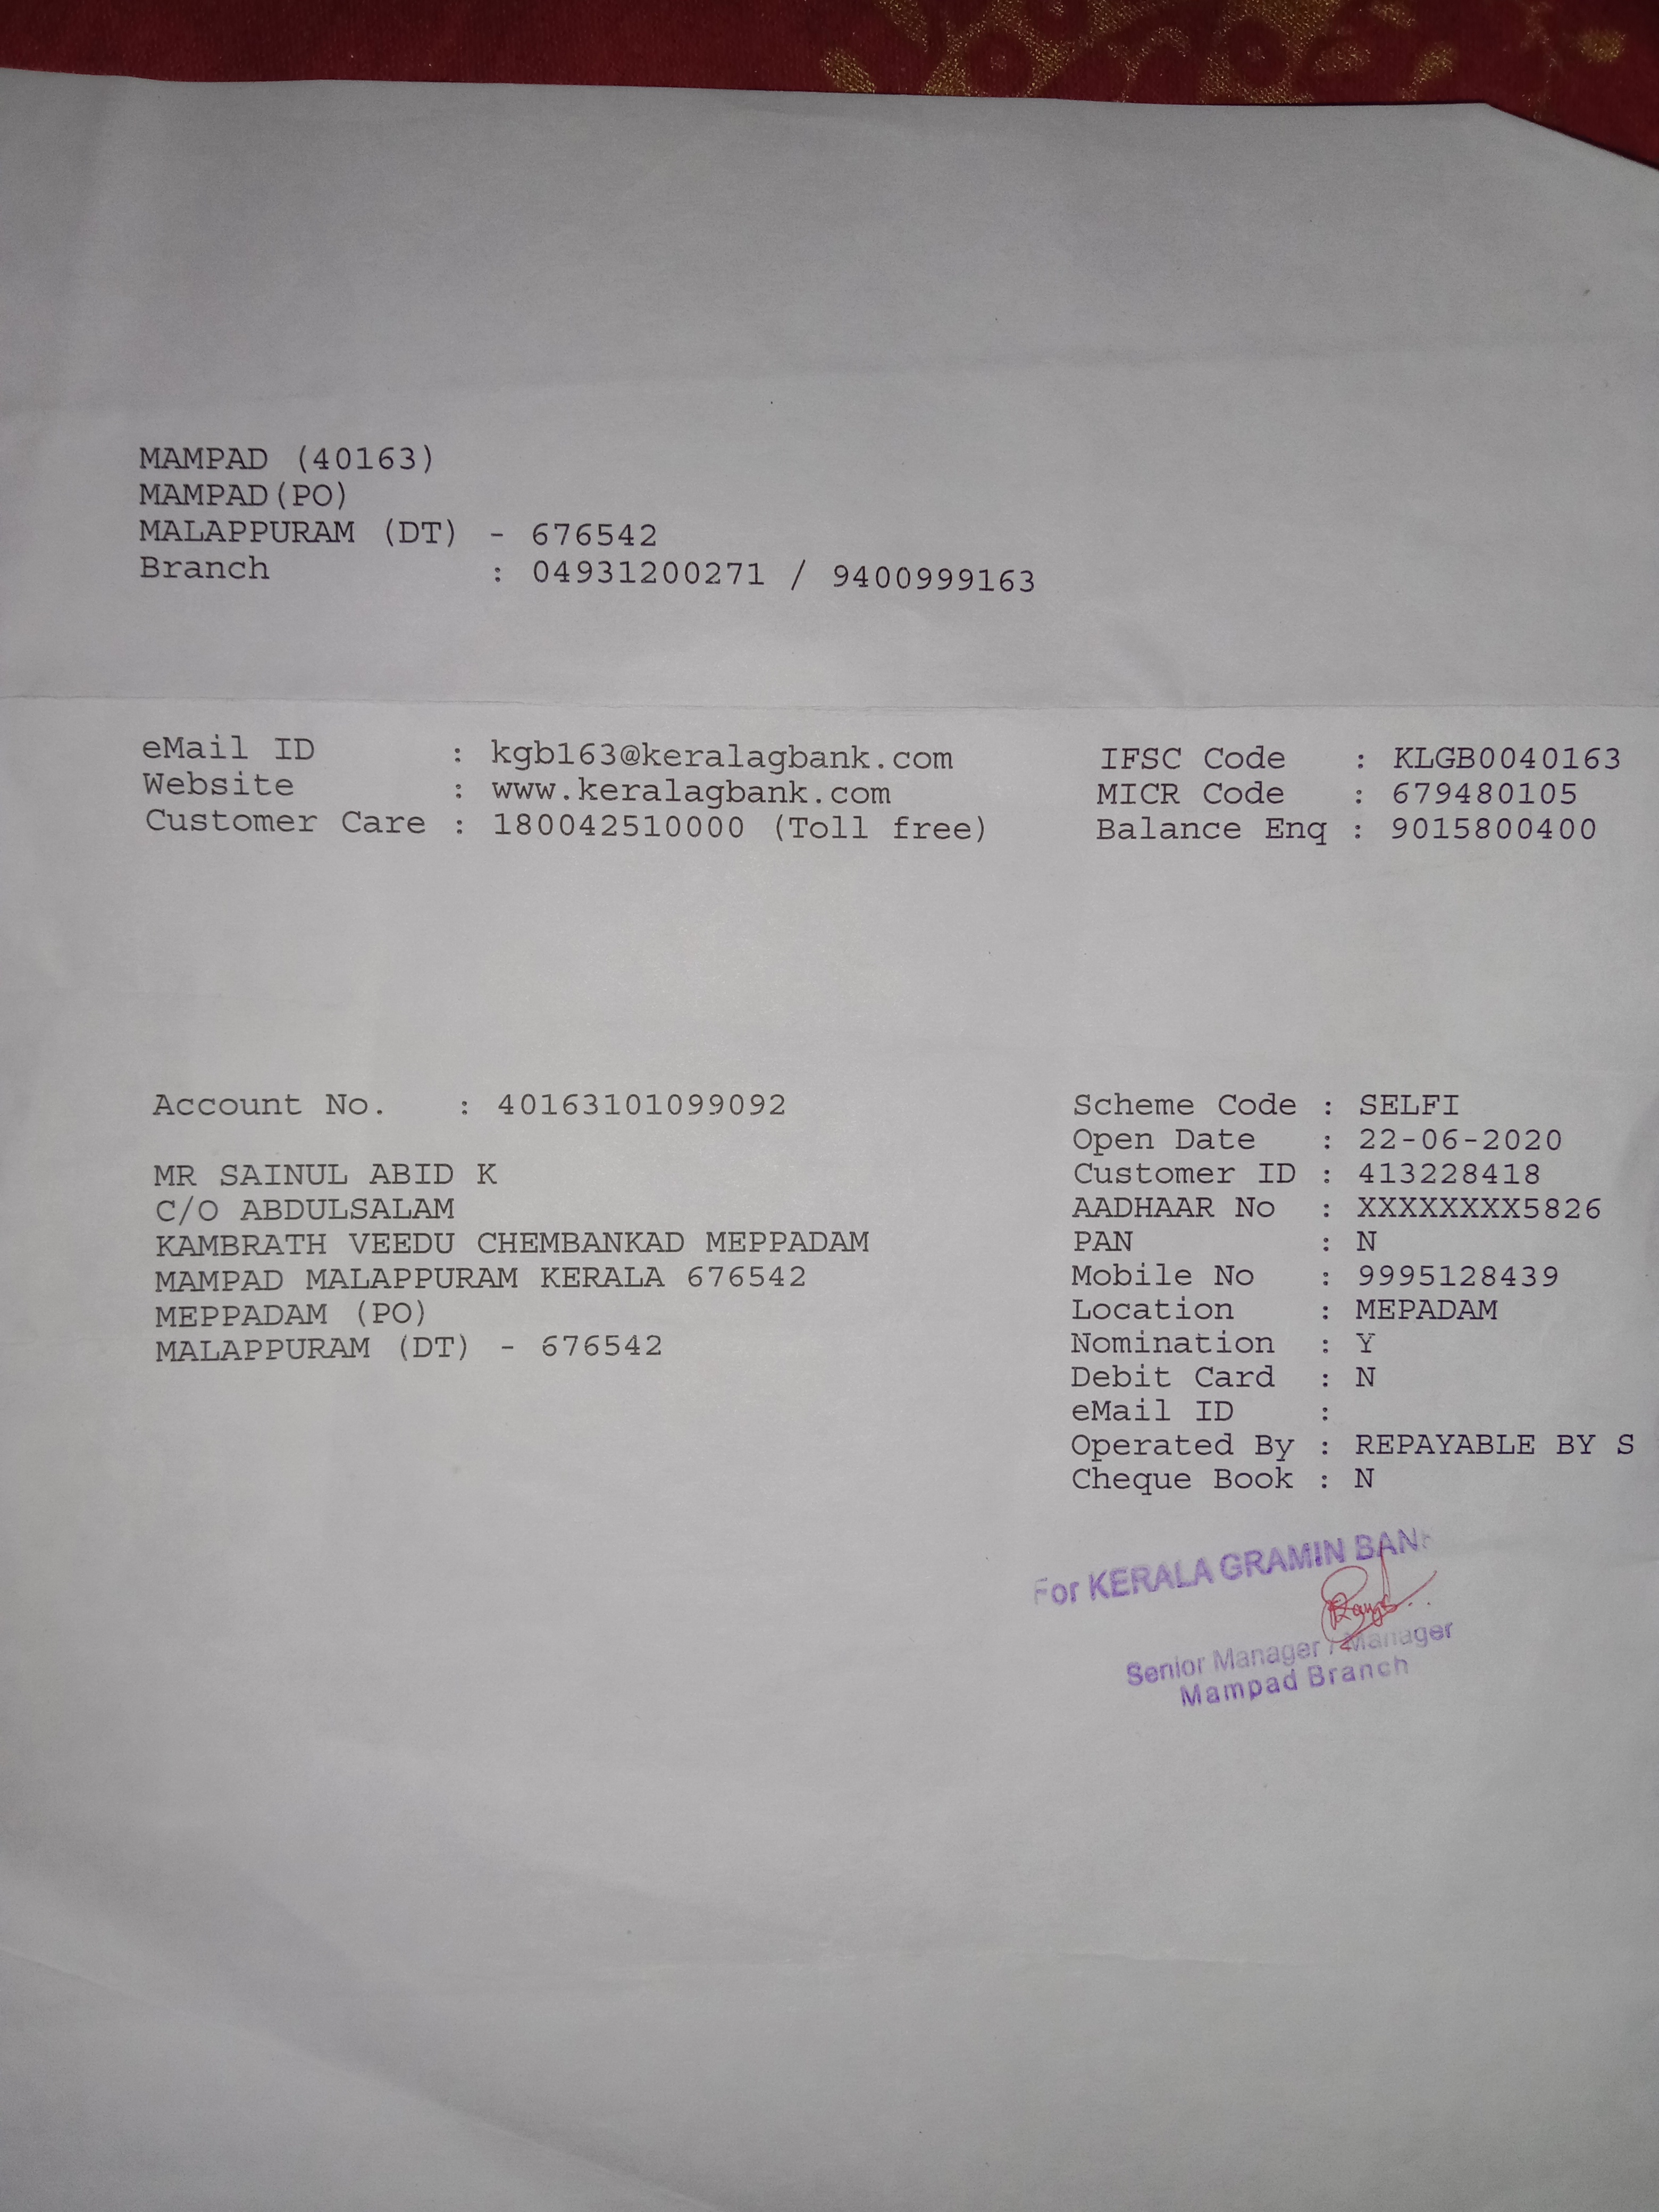 MAMPAD (40163)
MAMPAD(PO)
MALAPPURAM (DT) - 676542
Branch : 04931200271 / 9400999163
eMail ID : kgb163@keralagbank.com IFSC Code : KLGB0040163
Website : www.keralagbank.com MICR Code : 679480105
Customer Care : 180042510000 (Toll free) Balance Enq : 9015800400
Account No. : 40163101099092
MR SAINUL ABID K
C/O ABDULSALAM
KAMBRATH VEEDU CHEMBANKAD MEPPADAM
MAMPAD MALAPPURAM KERALA 676542
MEPPADAM (PO)
MALAPPURAM (DT) - 676542
Scheme Code : SELFI
Open Date : 22-06-2020
Customer ID : 413228418
AADHAAR No : XXXXXXXX5826
PAN : N
Mobile No : 9995128439
Location : MEPADAM
Nomination : Y
Debit Card : N
eMail ID :
Operated By : REPAYABLE BY S
Cheque Book : N
For KERALA GRAMIN BANK
Senior Manager / Manager
Mampad Branch